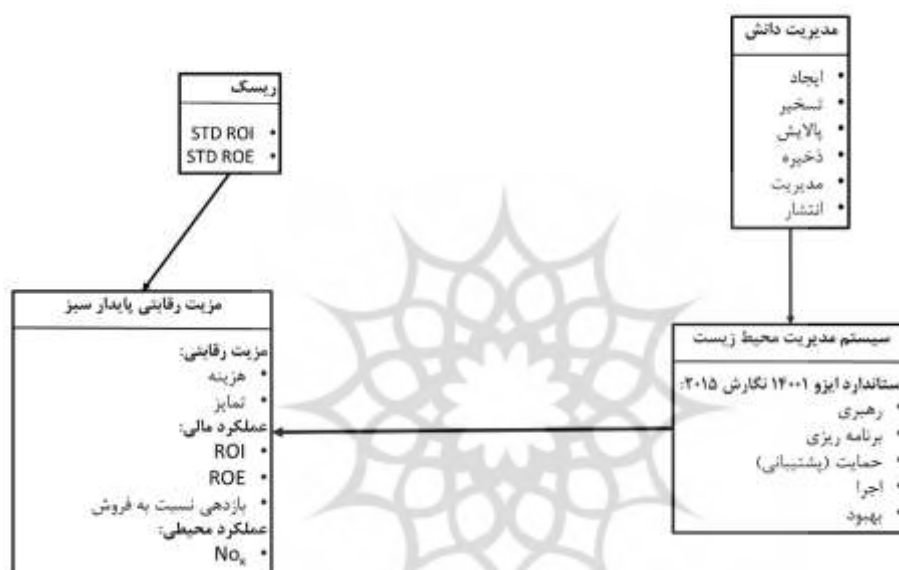 مدیریت دانش
• ایجاد
• تسخیر
• پالایش
• ذخیره
• مدیریت
• انتشار
ریسک
• STD ROI
• STD ROE
سیستم مدیریت محیط زیست
ستاندارد ایزو ۱۴۰۰۱ نگارش ۲۰۱۵:
• رهبری
• برنامه ریزی
• حمایت (پشتیبانی)
• اجرا
• بهبود
مزیت رقابتی پایدار سبز
مزیت رقابتی:
• هزینه
• تمایز
عملکرد مالی:
• ROI
• ROE
• بازدهی نسبت به فروش
عملکرد محیطی:
• Noₓ